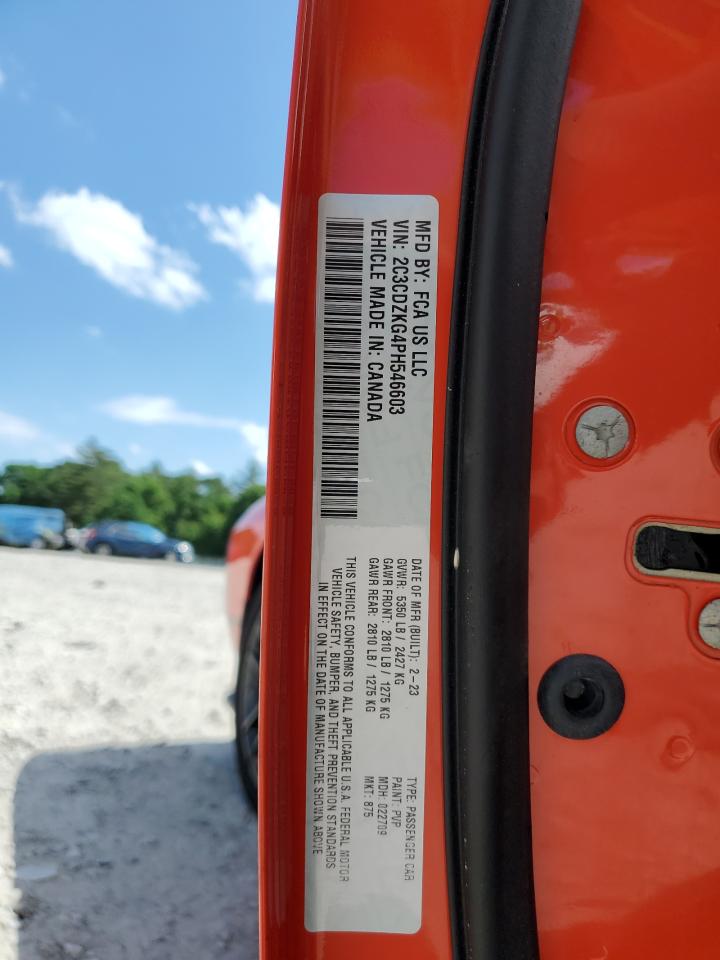 MFD BY: FCA US LLC
VIN: 2C3CDZKG4PH546603
VEHICLE MADE IN: CANADA
DATE OF MFR (BUILT): 2-23
GVWR: 5350 LB / 2427 KG
GAWR FRONT: 2810 LB / 1275 KG
GAWR REAR: 2810 LB / 1275 KG
THIS VEHICLE CONFORMS TO ALL APPLICABLE U.S.A. FEDERAL MOTOR
VEHICLE SAFETY, BUMPER, AND THEFT PREVENTION STANDARDS
IN EFFECT ON THE DATE OF MANUFACTURE SHOWN ABOVE
TYPE: PASSENGER CAR
PAINT: PVP
MDH: 022709
MKT: 875